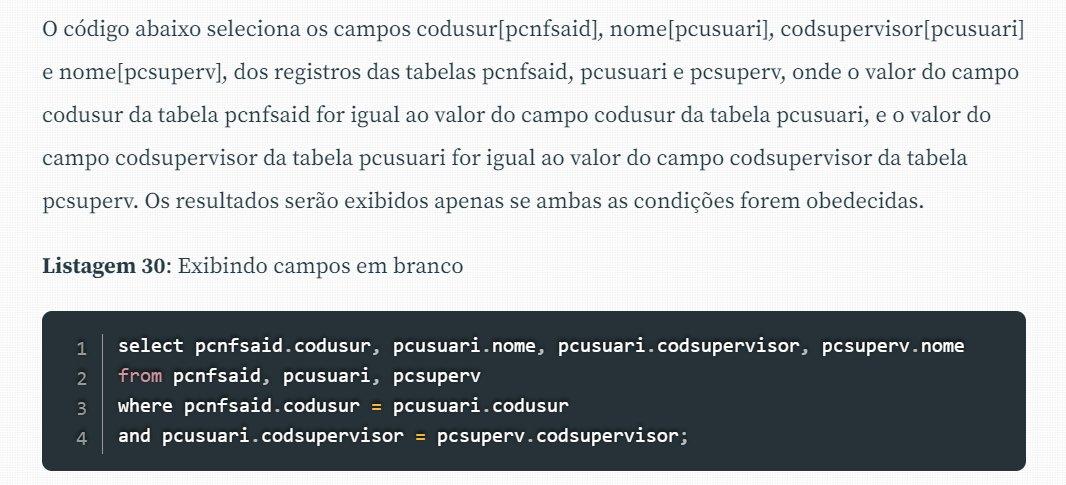 O código abaixo seleciona os campos codusur[pcnfsaid], nome[pcusuari], codsupervisor[pcusuari]
e nome[pcsuperv], dos registros das tabelas pcnfsaid, pcusuari e pcsuperv, onde o valor do campo
codusur da tabela pcnfsaid for igual ao valor do campo codusur da tabela pcusuari, e o valor do
campo codsupervisor da tabela pcusuari for igual ao valor do campo codsupervisor da tabela
pcsuperv. Os resultados serão exibidos apenas se ambas as condições forem obedecidas.
Listagem 30: Exibindo campos em branco
1 select pcnfsaid.codusur, pcusuari.nome, pcusuari.codsupervisor, pcsuperv.nome
2 from pcnfsaid, pcusuari, pcsuperv
3 where pcnfsaid.codusur = pcusuari.codusur
4 and pcusuari.codsupervisor = pcsuperv.codsupervisor;